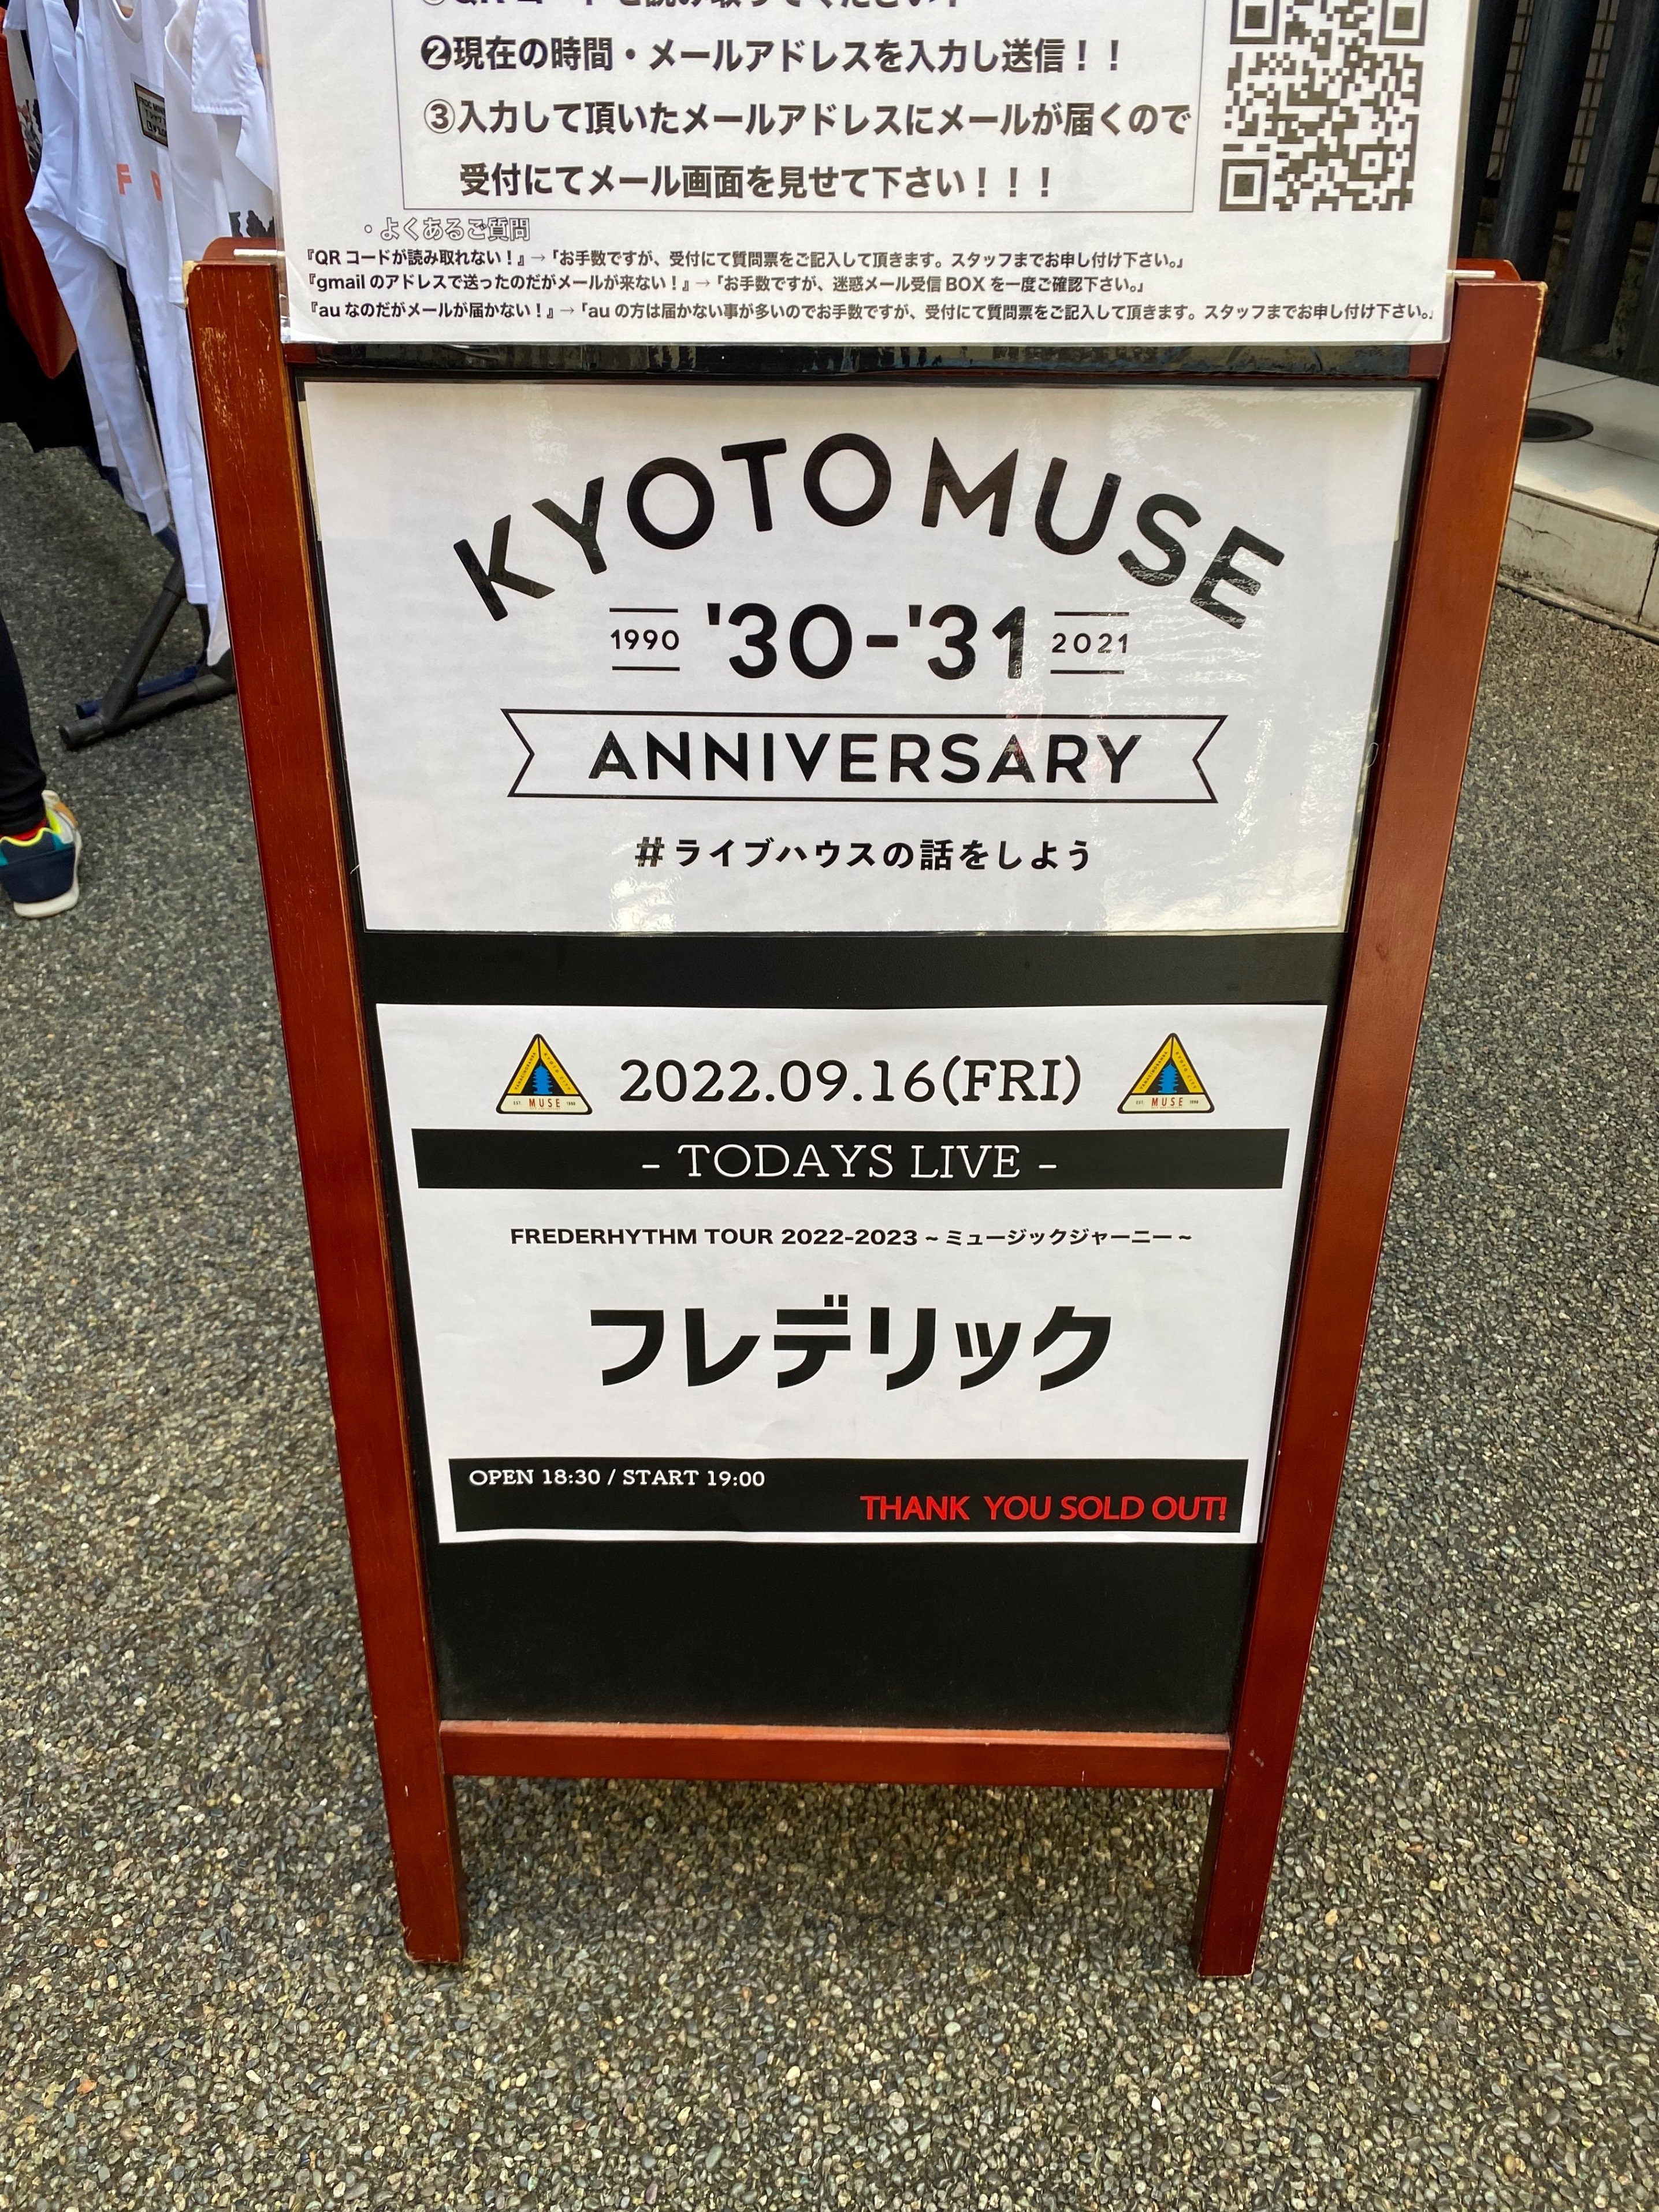 ❷現在の時間・メールアドレスを入力し送信！！
③入力して頂いたメールアドレスにメールが届くので
受付にてメール画面を見せて下さい！！！
・よくあるご質問
『QRコードが読み取れない！』→「お手数ですが、受付にて質問票をご記入して頂きます。スタッフまでお申し付け下さい。」
『gmailのアドレスで送ったのだがメールが来ない！』→「お手数ですが、迷惑メール受信BOXを一度ご確認下さい。」
『auなのだがメールが届かない！』→「auの方は届かない事が多いのでお手数ですが、受付にて質問票をご記入して頂きます。スタッフまでお申し付け下さい。」
KYOTO MUSE
1990 '30-'31 2021
ANNIVERSARY
#ライブハウスの話をしよう
2022.09.16(FRI)
MUSE
MUSE
- TODAYS LIVE -
FREDERHYTHM TOUR 2022-2023 ~ミュージックジャーニー~
フレデリック
OPEN 18:30 / START 19:00
THANK YOU SOLD OUT!